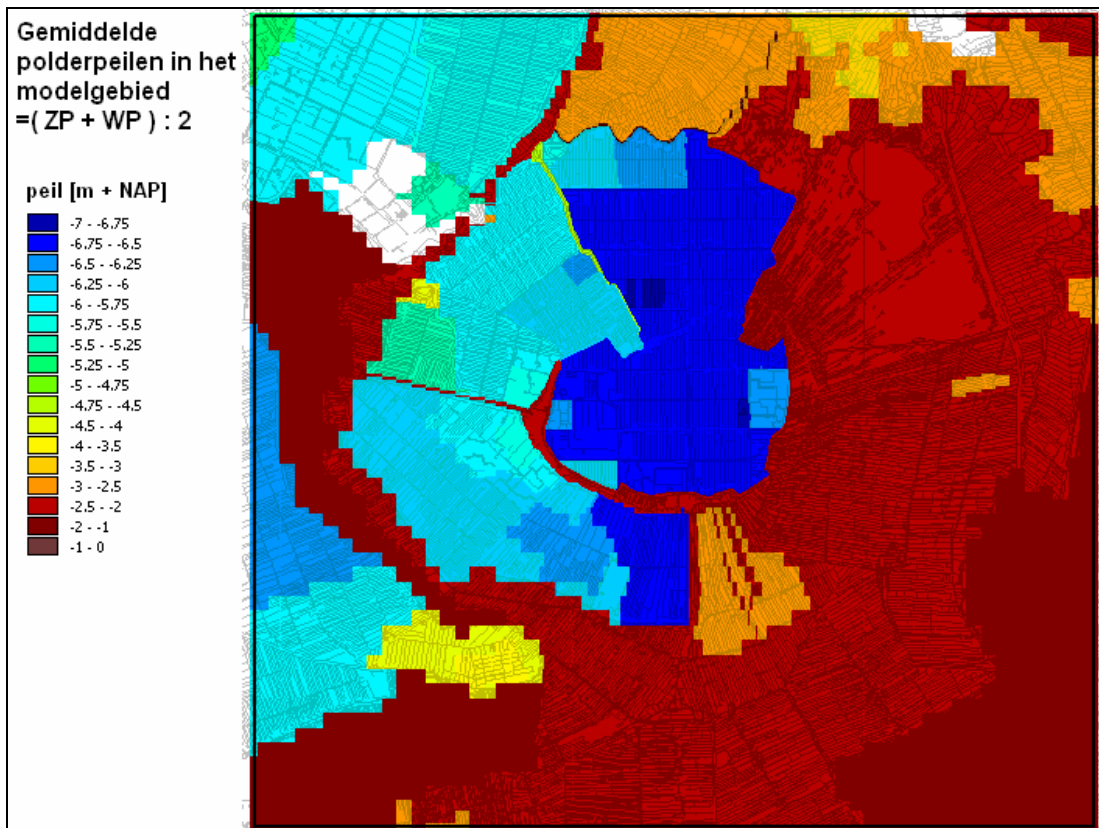 Gemiddelde
polderpeilen in het
modelgebied
=( ZP + WP ) : 2
peil [m + NAP]
-7 - -6.75
-6.75 - -6.5
-6.5 - -6.25
-6.25 - -6
-6 - -5.75
-5.75 - -5.5
-5.5 - -5.25
-5.25 - -5
-5 - -4.75
-4.75 - -4.5
-4.5 - -4
-4 - -3.5
-3.5 - -3
-3 - -2.5
-2.5 - -2
-2 - -1
-1 - 0